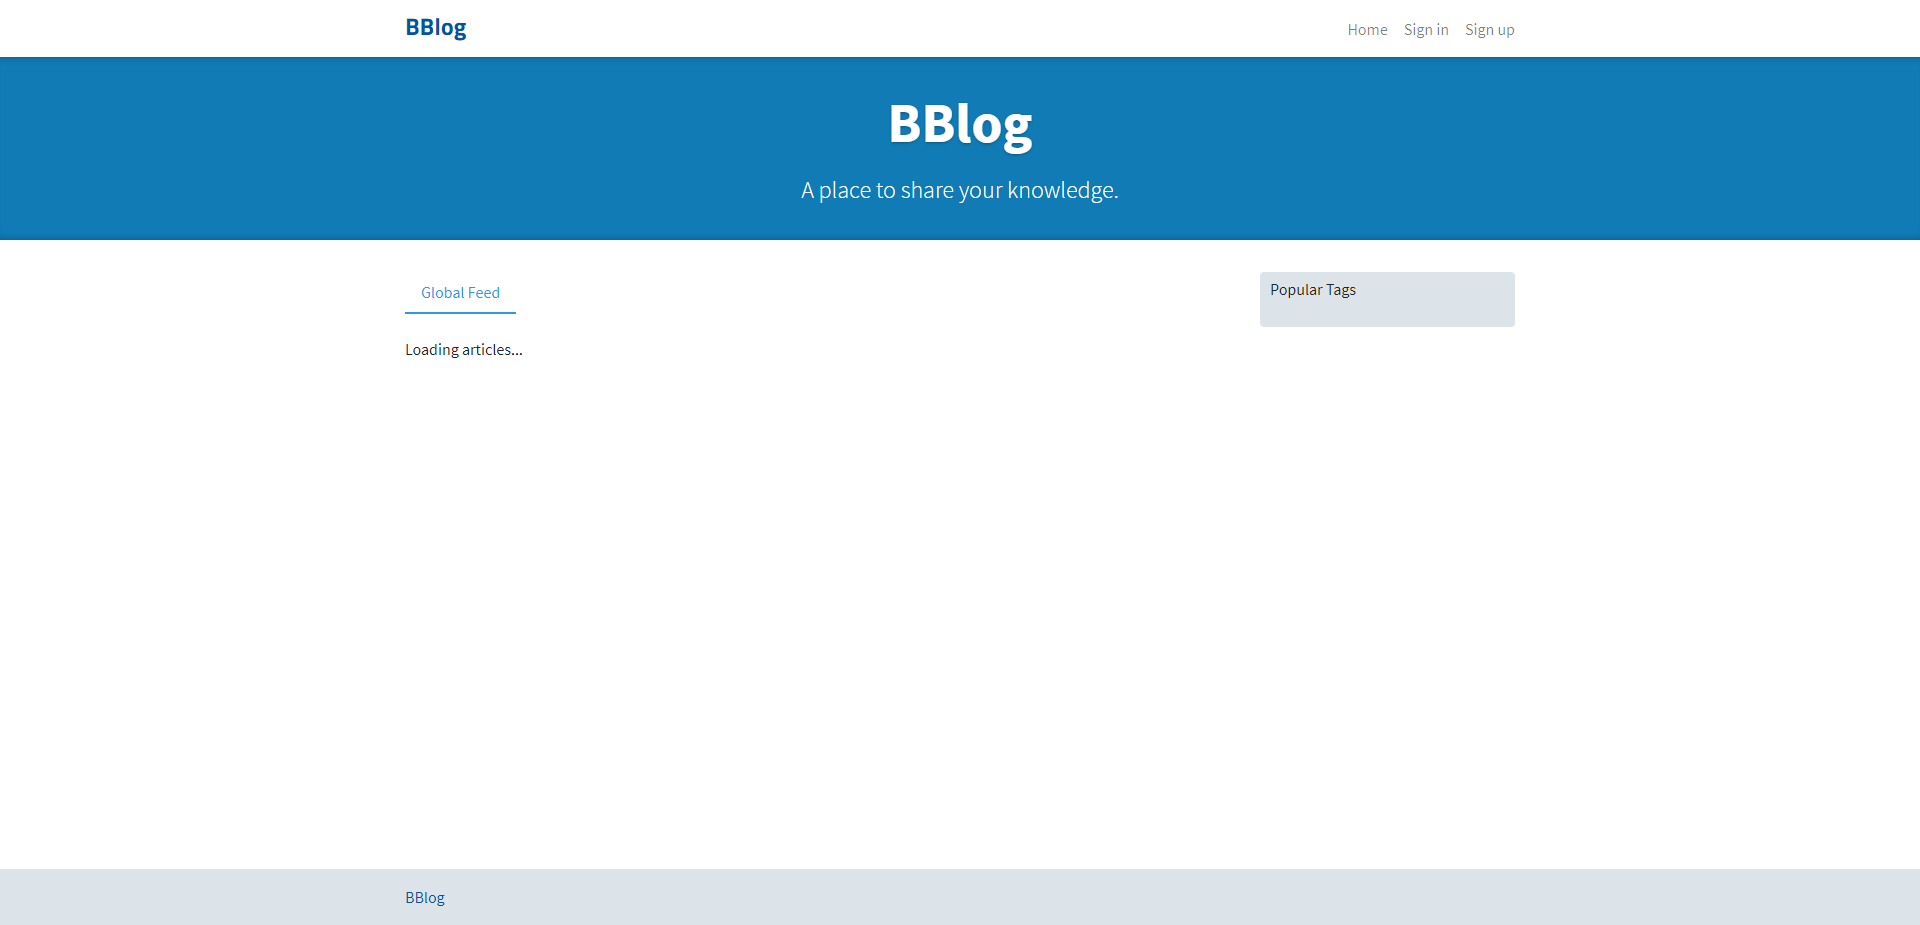 BBlog
Home Sign in Sign up
BBlog
A place to share your knowledge.
Global Feed
Popular Tags
Loading articles...
BBlog